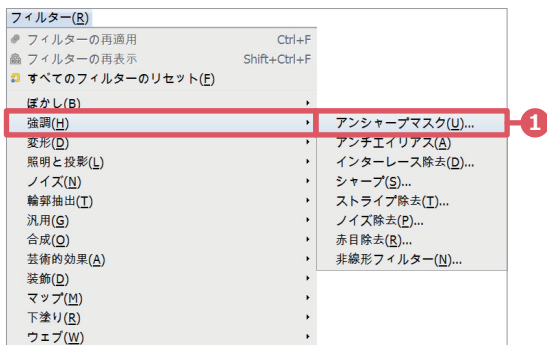 フィルター(R)
フィルターの再適用 Ctrl+F
フィルターの再表示 Shift+Ctrl+F
すべてのフィルターのリセット(F)
ぼかし(B)
強調(H)
変形(D)
照明と投影(L)
ノイズ(N)
輪郭抽出(T)
汎用(G)
合成(O)
芸術的効果(A)
装飾(D)
マップ(M)
下塗り(R)
ウェブ(W)
アンシャープマスク(U)...
アンチエイリアス(A)
インターレース除去(D)...
シャープ(S)...
ストライプ除去(T)...
ノイズ除去(P)...
赤目除去(R)...
非線形フィルター(N)...
1